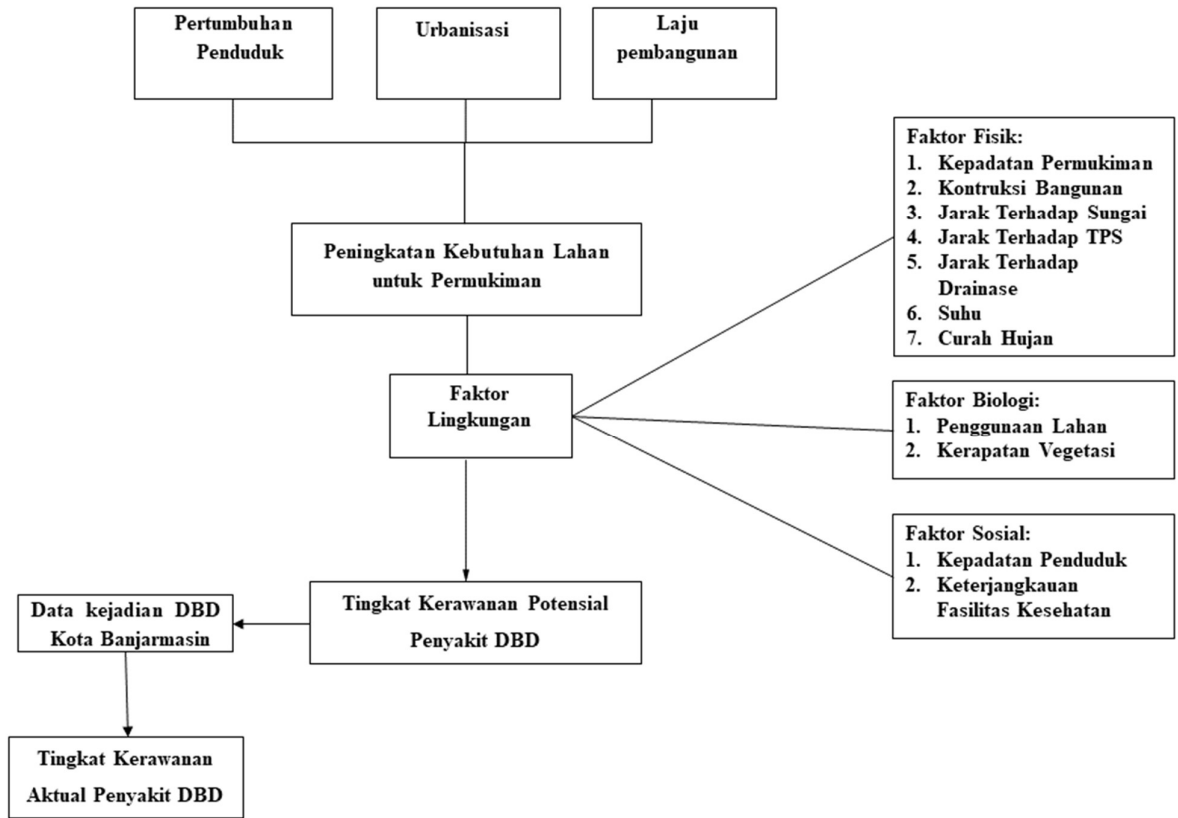 Pertumbuhan
Penduduk
Urbanisasi
Laju
pembangunan
Peningkatan Kebutuhan Lahan
untuk Permukiman
Faktor
Lingkungan
Faktor Fisik:
1. Kepadatan Permukiman
2. Kontruksi Bangunan
3. Jarak Terhadap Sungai
4. Jarak Terhadap TPS
5. Jarak Terhadap
Drainase
6. Suhu
7. Curah Hujan
Faktor Biologi:
1. Penggunaan Lahan
2. Kerapatan Vegetasi
Faktor Sosial:
1. Kepadatan Penduduk
2. Keterjangkauan
Fasilitas Kesehatan
Tingkat Kerawanan Potensial
Penyakit DBD
Data kejadian DBD
Kota Banjarmasin
Tingkat Kerawanan
Aktual Penyakit DBD